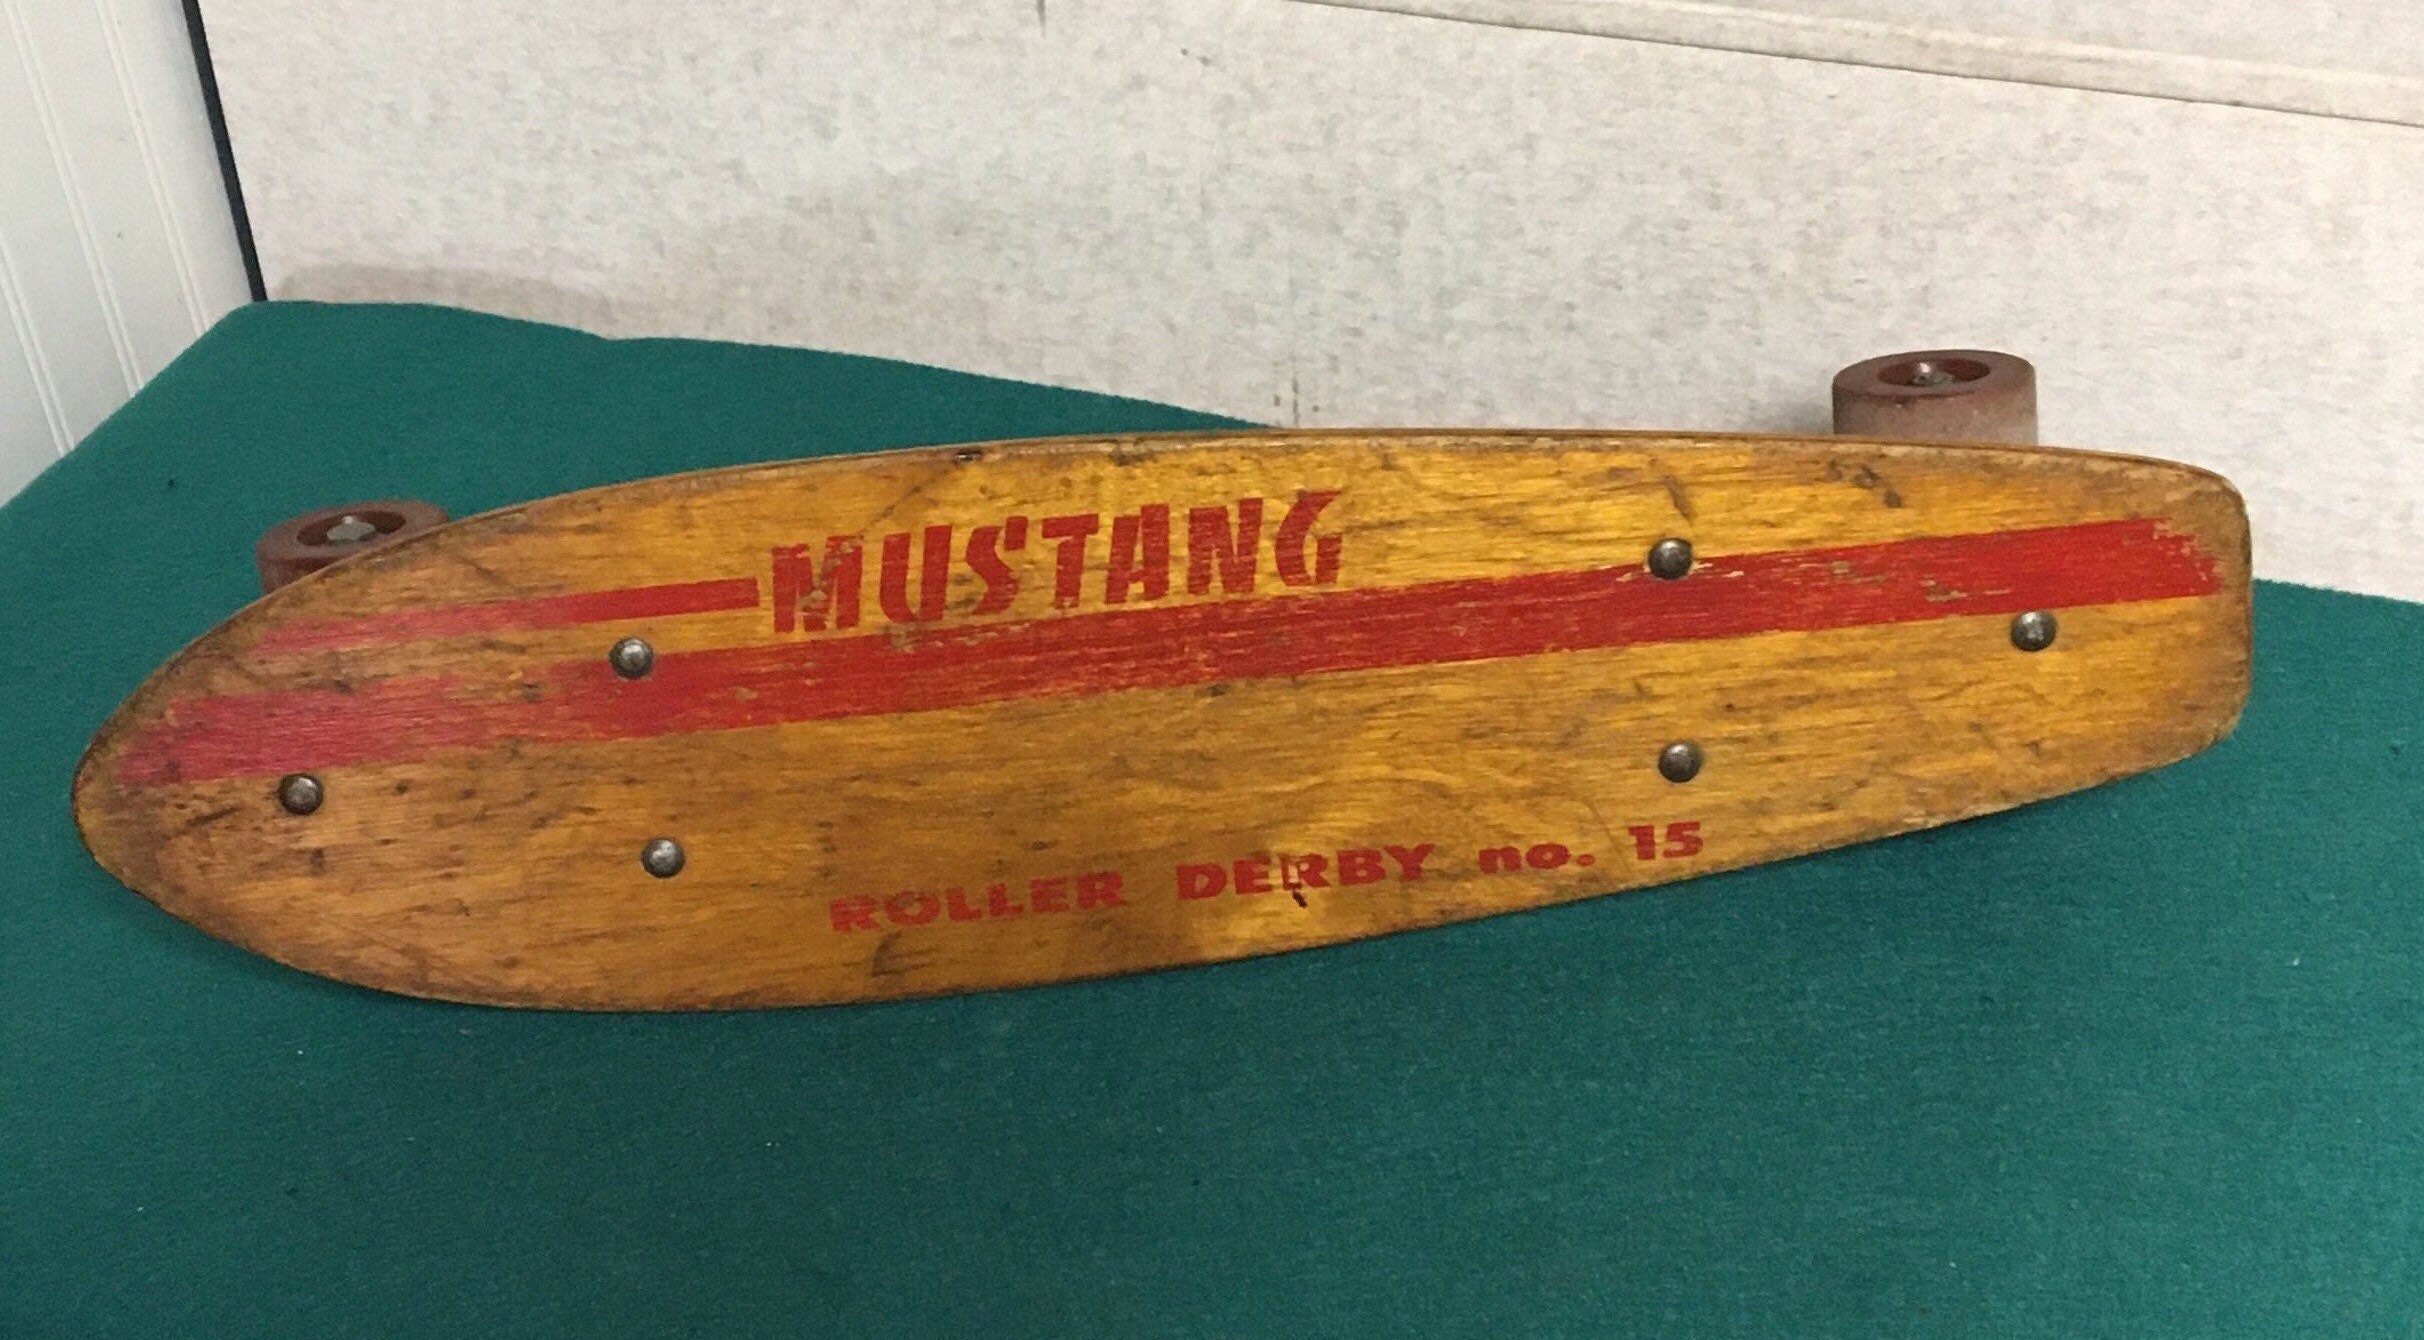 MUSTANG
ROLLER DERBY no. 15